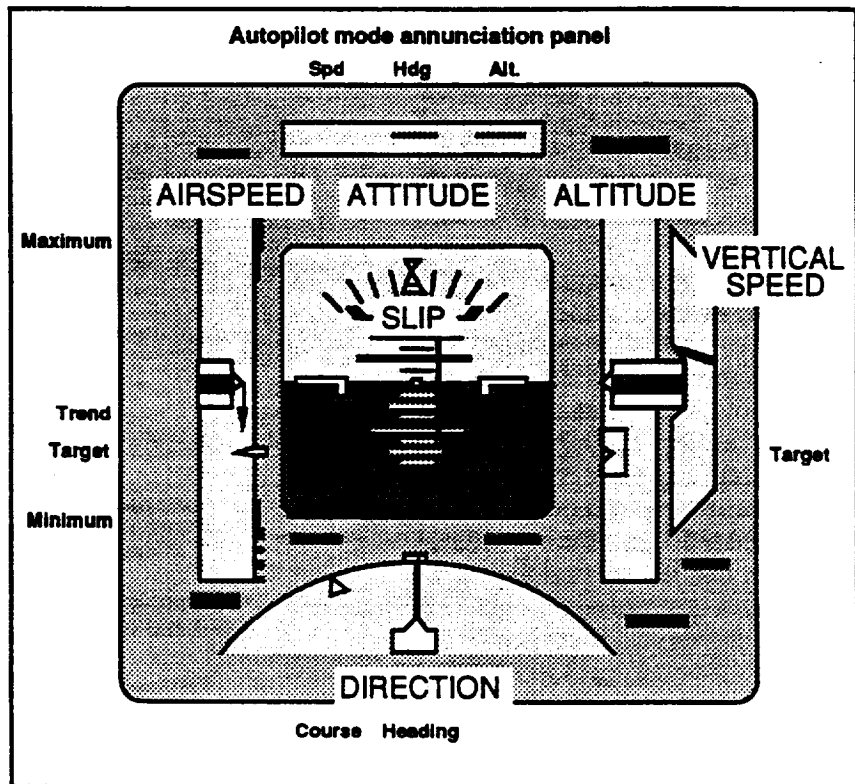 Autopilot mode annunciation panel
Spd Hdg Alt.
AIRSPEED ATTITUDE ALTITUDE
Maximum
VERTICAL
SPEED
SLIP
Trend
Target
Target
Minimum
DIRECTION
Course Heading